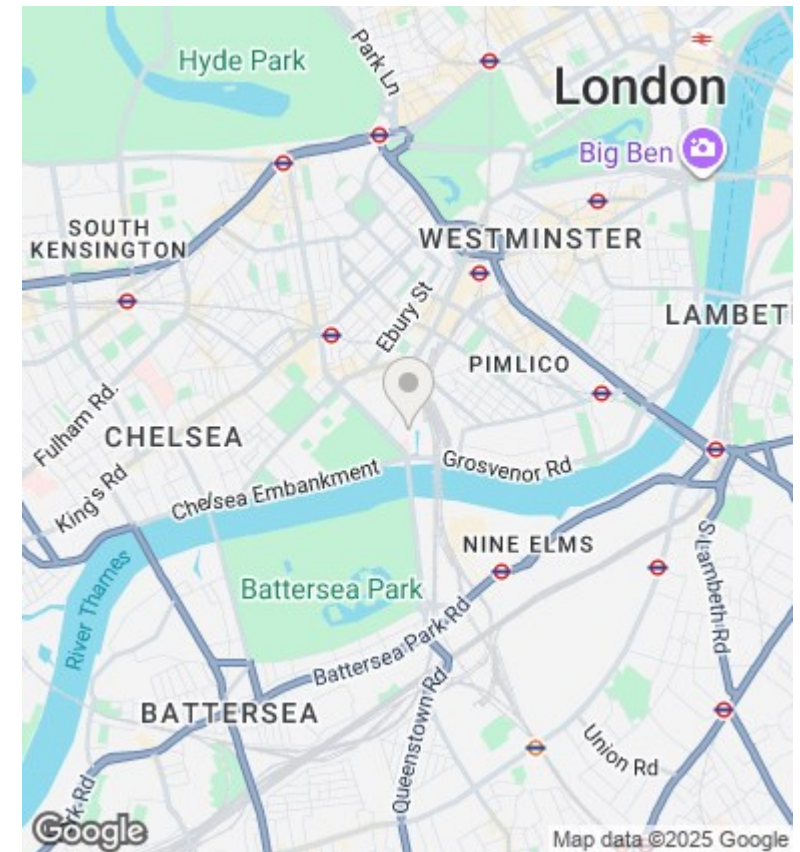 Hyde Park
Park Ln
London
Big Ben
SOUTH
KENSINGTON
WESTMINSTER
Ebury St
LAMBET
PIMLICO
Fulham Rd.
CHELSEA
King's Rd
Chelsea Embankment
Grosvenor Rd
NINE ELMS
S Lambeth Rd
River Thames
Battersea Park
Battersea Park Rd
BATTERSEA
Queenstown Rd
Union Rd
rk Rd
Google
Map data ©2025 Google